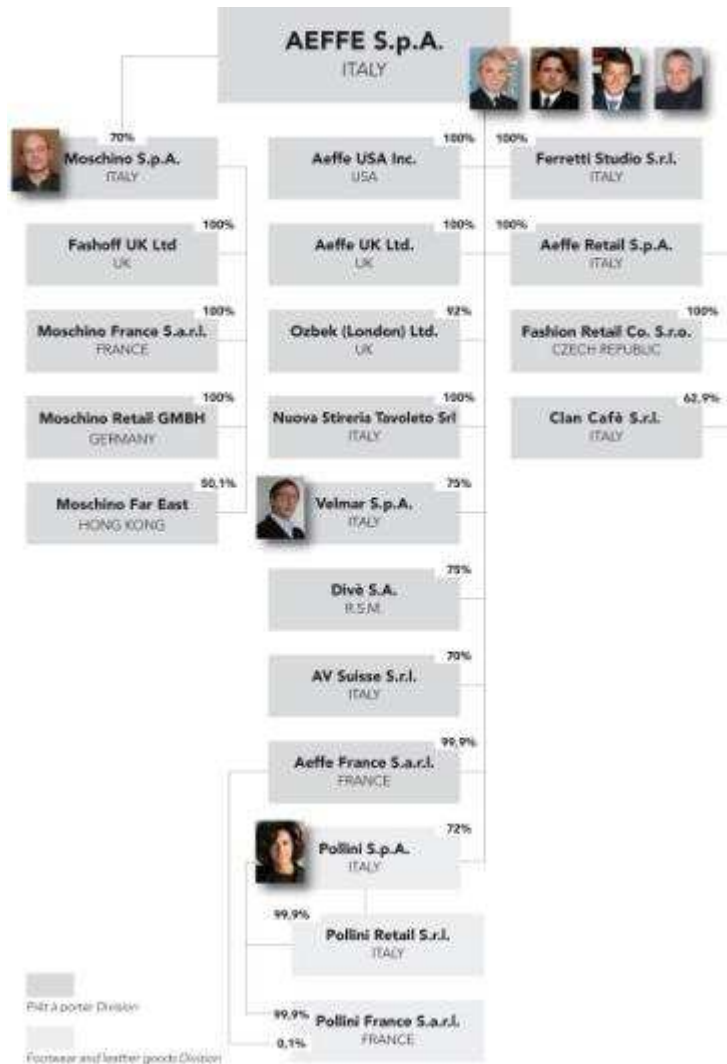 AEFFE S.p.A.
ITALY
70%
Moschino S.p.A.
ITALY
100%
Fashoff UK Ltd
UK
100%
Moschino France S.a.r.l.
FRANCE
100%
Moschino Retail GMBH
GERMANY
50,1%
Moschino Far East
HONG KONG
100%
Aeffe USA Inc.
USA
100%
Aeffe UK Ltd.
UK
92%
Ozbek (London) Ltd.
UK
100%
Nuova Stireria Tavoleto Srl
ITALY
75%
Velmar S.p.A.
ITALY
75%
Divè S.A.
R.S.M.
70%
AV Suisse S.r.l.
ITALY
99,9%
Aeffe France S.a.r.l.
FRANCE
72%
Pollini S.p.A.
ITALY
99,9%
Pollini Retail S.r.l.
ITALY
99,9%
0,1%
Pollini France S.a.r.l.
FRANCE
100%
Ferretti Studio S.r.l.
ITALY
100%
Aeffe Retail S.p.A.
ITALY
100%
Fashion Retail Co. S.r.o.
CZECH REPUBLIC
62,9%
Clan Cafè S.r.l.
ITALY
Prêt à porter Division
Footwear and leather goods Division